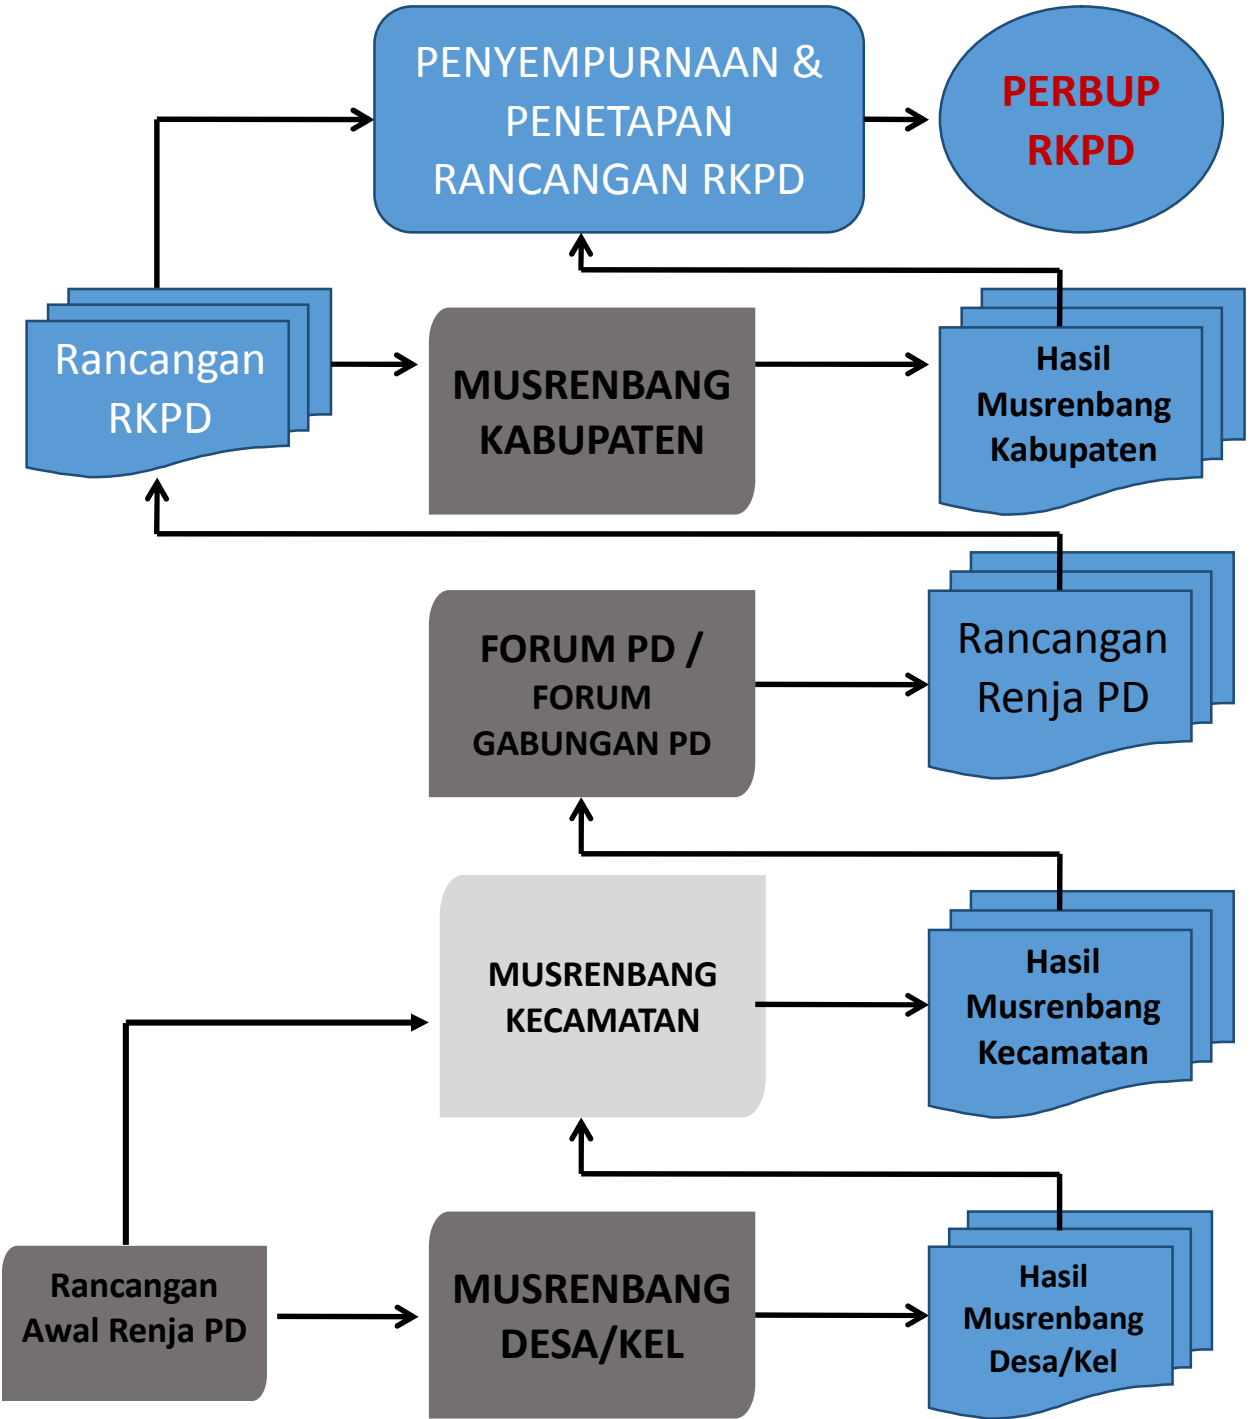 PENYEMPURNAAN &
PENETAPAN
RANCANGAN RKPD
PERBUP
RKPD
Rancangan
RKPD
MUSRENBANG
KABUPATEN
Hasil
Musrenbang
Kabupaten
FORUM PD /
FORUM
GABUNGAN PD
Rancangan
Renja PD
MUSRENBANG
KECAMATAN
Hasil
Musrenbang
Kecamatan
Rancangan
Awal Renja PD
MUSRENBANG
DESA/KEL
Hasil
Musrenbang
Desa/Kel